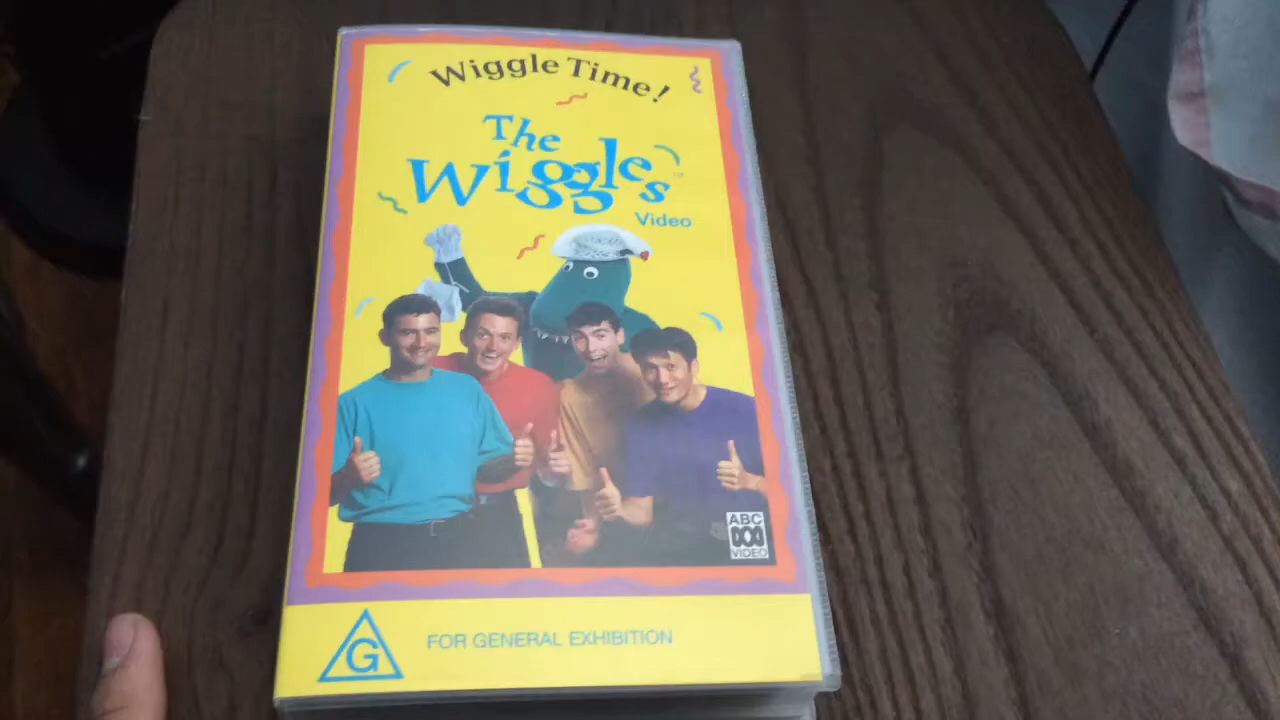 Wiggle Time!
The
Wiggles
Video
ABC
VIDEO
G
FOR GENERAL EXHIBITION